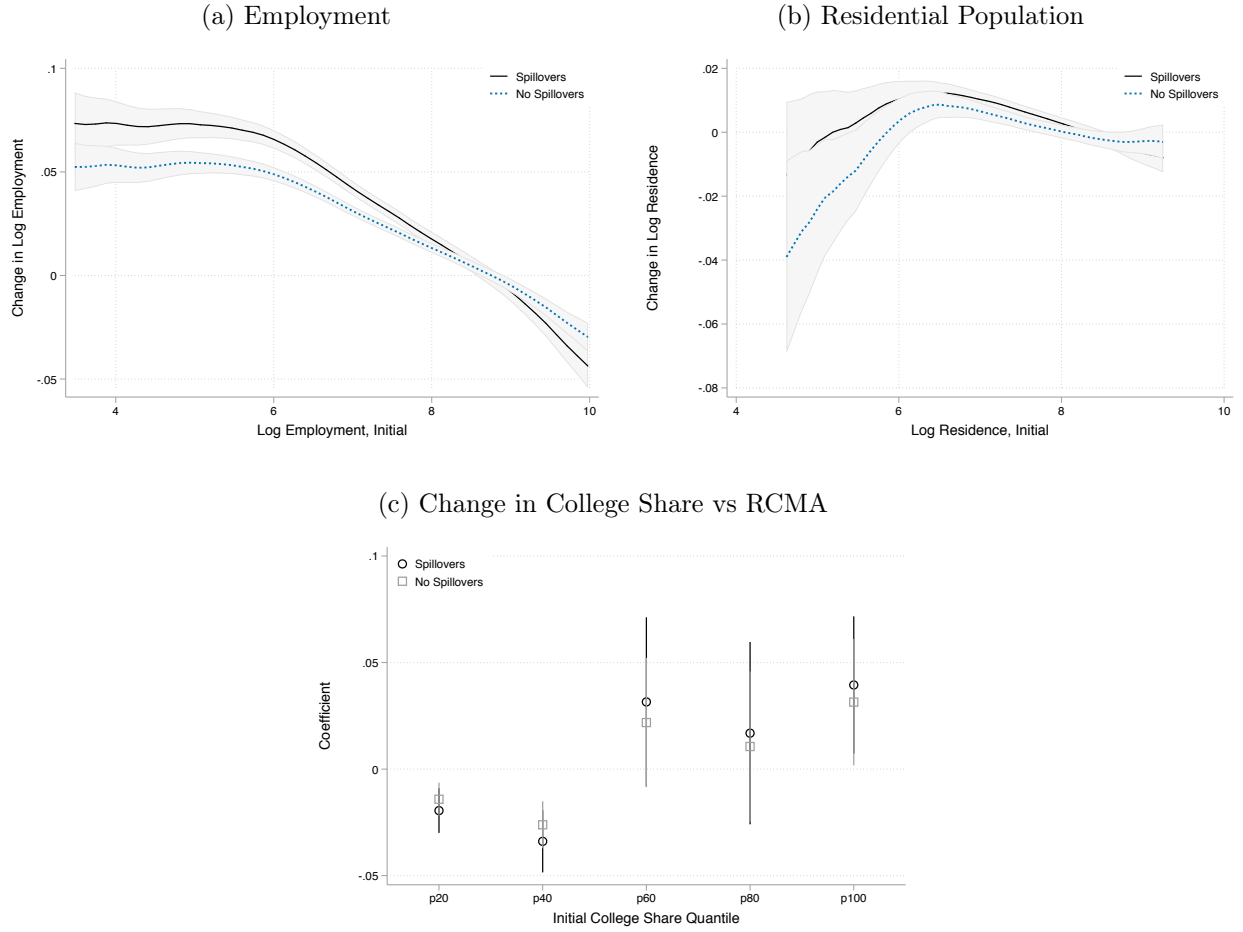 (a) Employment
.1
.05
0
-.05
Change in Log Employment
Spillovers
No Spillovers
4 6 8 10
Log Employment, Initial
(b) Residential Population
.02
0
-.02
-.04
-.06
-.08
Change in Log Residence
Spillovers
No Spillovers
4 6 8 10
Log Residence, Initial
(c) Change in College Share vs RCMA
.1
.05
0
-.05
Coefficient
Spillovers
No Spillovers
p20 p40 p60 p80 p100
Initial College Share Quantile